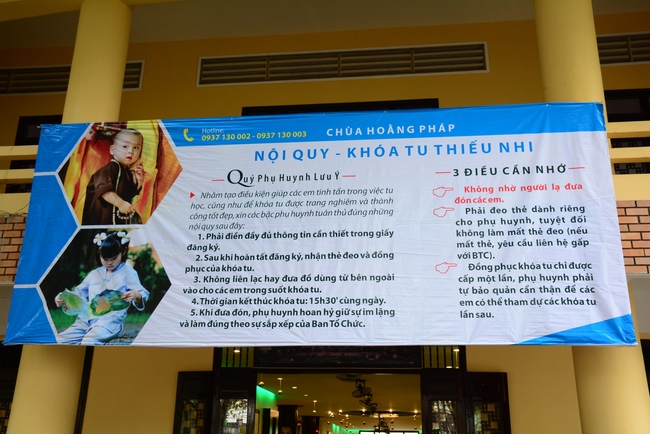 Hotline:
0937 130 002 - 0937 130 003
CHÙA HOẰNG PHÁP
NỘI QUY - KHÓA TU THIẾU NHI
Quý Phụ Huynh Lưu Ý
Nhằm tạo điều kiện giúp các em tinh tấn trong việc tu
học, cũng như để khóa tu được trang nghiêm và thành
công tốt đẹp, xin các bậc phụ huynh tuân thủ đúng những
nội quy sau đây:
1. Phải điền đầy đủ thông tin cần thiết trong giấy
đăng ký.
2. Sau khi hoàn tất đăng ký, nhận thẻ đeo và đồng
phục của khóa tu.
3. Không liên lạc hay đưa đồ dùng từ bên ngoài
vào cho các em trong suốt khóa tu.
4. Thời gian kết thúc khóa tu: 15h30' cùng ngày.
5. Khi đưa đón, phụ huynh hoan hỷ giữ sự im lặng
và làm đúng theo sự sắp xếp của Ban Tổ Chức.
3 ĐIỀU CẦN NHỚ
Không nhờ người lạ đưa
đón các em.
Phải đeo thẻ dành riêng
cho phụ huynh, tuyệt đối
không làm mất thẻ đeo (nếu
mất thẻ, yêu cầu liên hệ gấp
với BTC).
Đồng phục khóa tu chỉ được
cấp một lần, phụ huynh phải
tự bảo quản cẩn thận để các
em có thể tham dự các khóa tu
lần sau.